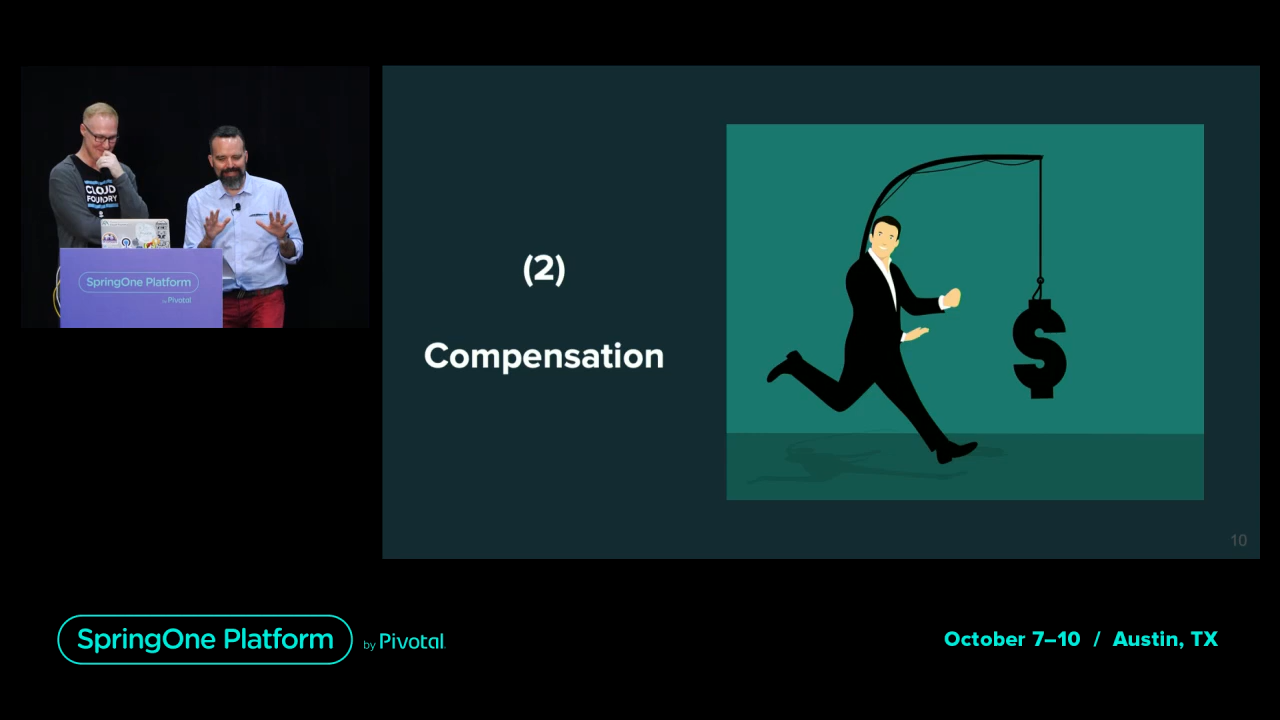 CLOUD
FOUNDRY
SpringOne Platform
by Pivotal
(2)
Compensation
$
10
SpringOne Platform by Pivotal
October 7–10 / Austin, TX